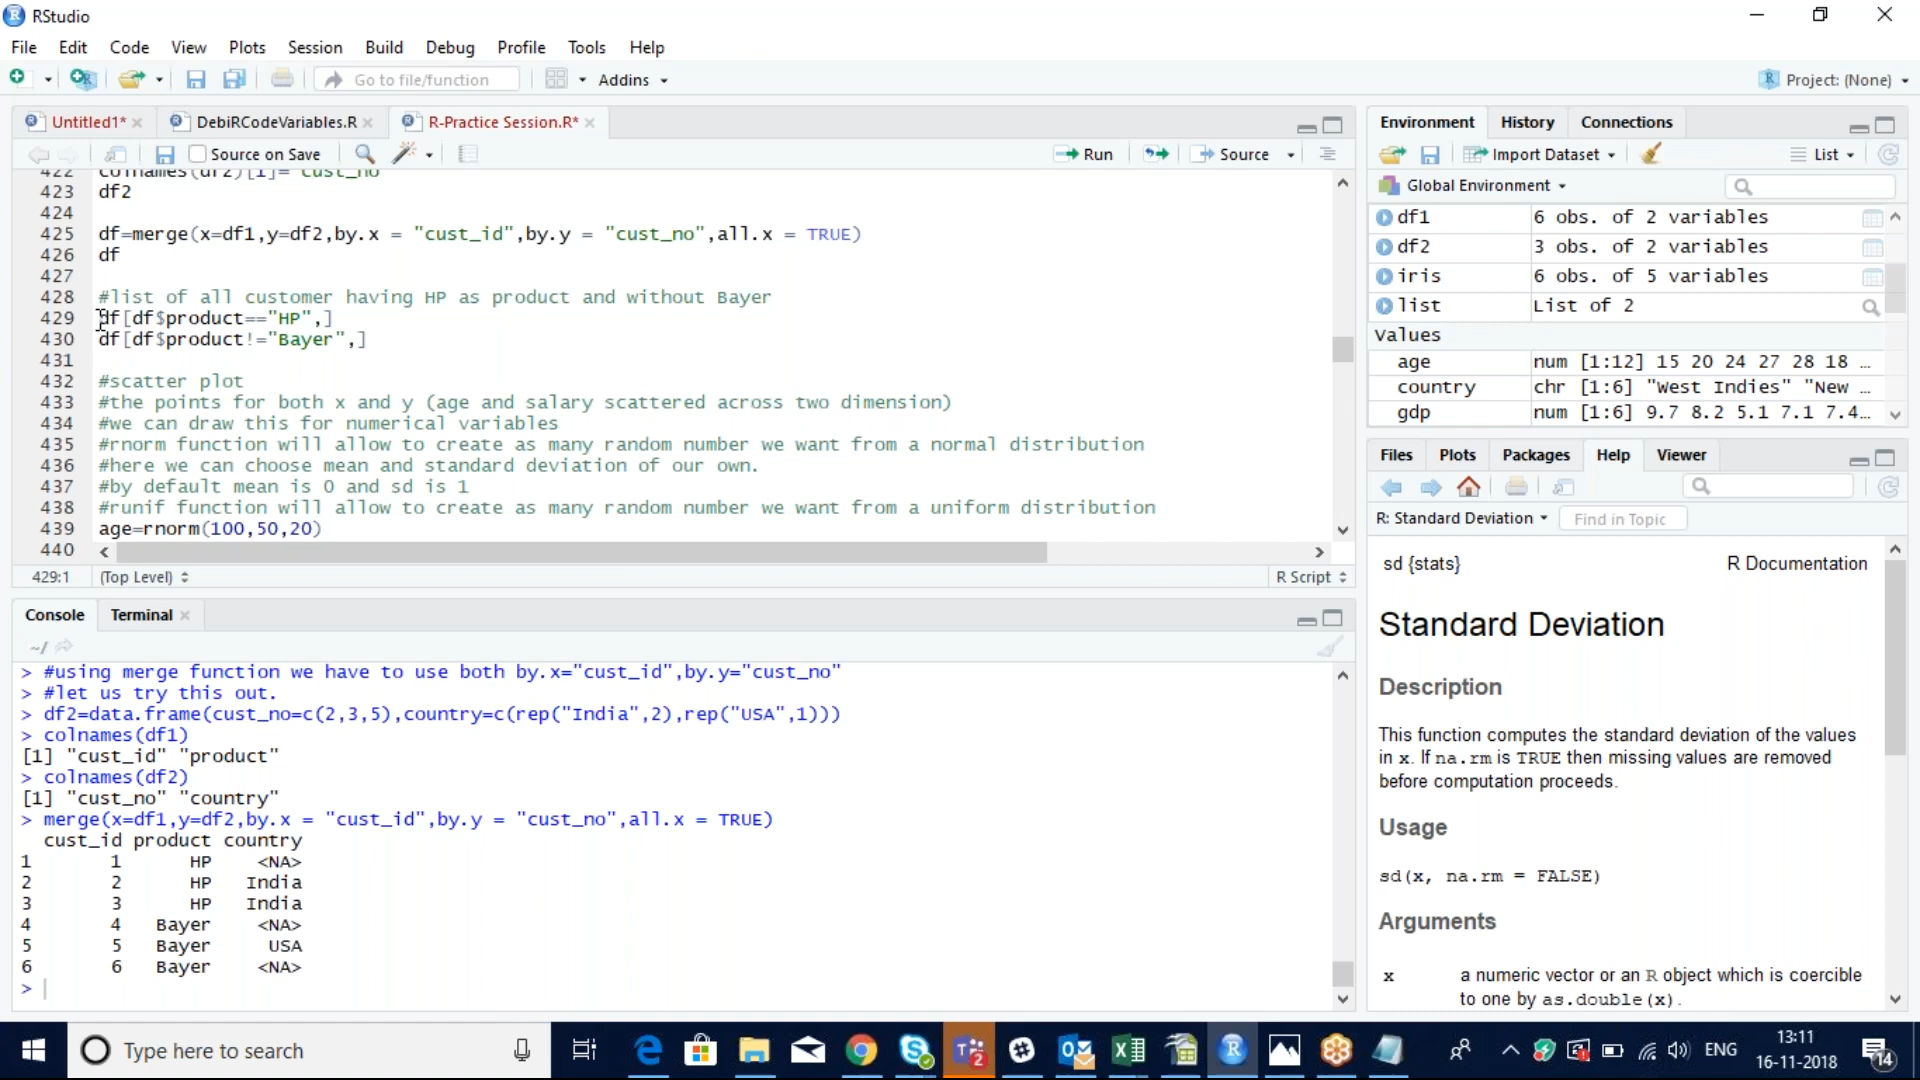 RStudio
File Edit Code View Plots Session Build Debug Profile Tools Help
Go to file/function Addins Project: (None)
Untitled1* DebiRCodeVariables.R R-Practice Session.R*
Source on Save Run Source
422 colnames(df2)[1]="cust_no"
423 df2
424
425 df=merge(x=df1,y=df2,by.x = "cust_id",by.y = "cust_no",all.x = TRUE)
426 df
427
428 #list of all customer having HP as product and without Bayer
429 df[df$product=="HP",]
430 df[df$product!="Bayer",]
431
432 #scatter plot
433 #the points for both x and y (age and salary scattered across two dimension)
434 #we can draw this for numerical variables
435 #rnorm function will allow to create as many random number we want from a normal distribution
436 #here we can choose mean and standard deviation of our own.
437 #by default mean is 0 and sd is 1
438 #runif function will allow to create as many random number we want from a uniform distribution
439 age=rnorm(100,50,20)
440
429:1 (Top Level) R Script
Console Terminal
~/
> #using merge function we have to use both by.x="cust_id",by.y="cust_no"
> #let us try this out.
> df2=data.frame(cust_no=c(2,3,5),country=c(rep("India",2),rep("USA",1)))
> colnames(df1)
[1] "cust_id" "product"
> colnames(df2)
[1] "cust_no" "country"
> merge(x=df1,y=df2,by.x = "cust_id",by.y = "cust_no",all.x = TRUE)
cust_id product country
1 1 HP <NA>
2 2 HP India
3 3 HP India
4 4 Bayer <NA>
5 5 Bayer USA
6 6 Bayer <NA>
>
Environment History Connections
Import Dataset List
Global Environment
df1 6 obs. of 2 variables
df2 3 obs. of 2 variables
iris 6 obs. of 5 variables
list List of 2
Values
age num [1:12] 15 20 24 27 28 18 ...
country chr [1:6] "West Indies" "New ...
gdp num [1:6] 9.7 8.2 5.1 7.1 7.4...
Files Plots Packages Help Viewer
R: Standard Deviation Find in Topic
sd {stats} R Documentation
Standard Deviation
Description
This function computes the standard deviation of the values
in x. If na.rm is TRUE then missing values are removed
before computation proceeds.
Usage
sd(x, na.rm = FALSE)
Arguments
x a numeric vector or an R object which is coercible
to one by as.double(x).
Type here to search
ENG
13:11
16-11-2018
14